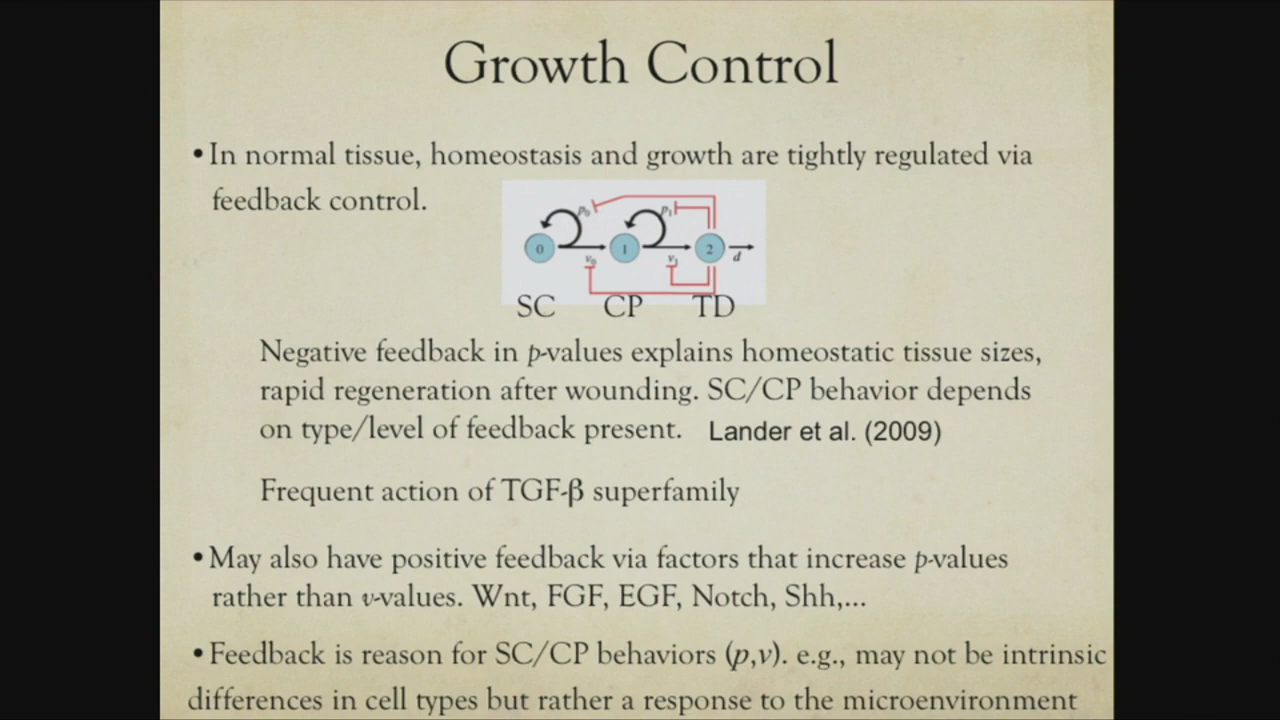 Growth Control
• In normal tissue, homeostasis and growth are tightly regulated via
feedback control.
p₀ p₁
0 1 2 d
v₀ v₁
SC CP TD
Negative feedback in p-values explains homeostatic tissue sizes,
rapid regeneration after wounding. SC/CP behavior depends
on type/level of feedback present. Lander et al. (2009)
Frequent action of TGF-β superfamily
• May also have positive feedback via factors that increase p-values
rather than v-values. Wnt, FGF, EGF, Notch, Shh,...
• Feedback is reason for SC/CP behaviors (p,v). e.g., may not be intrinsic
differences in cell types but rather a response to the microenvironment